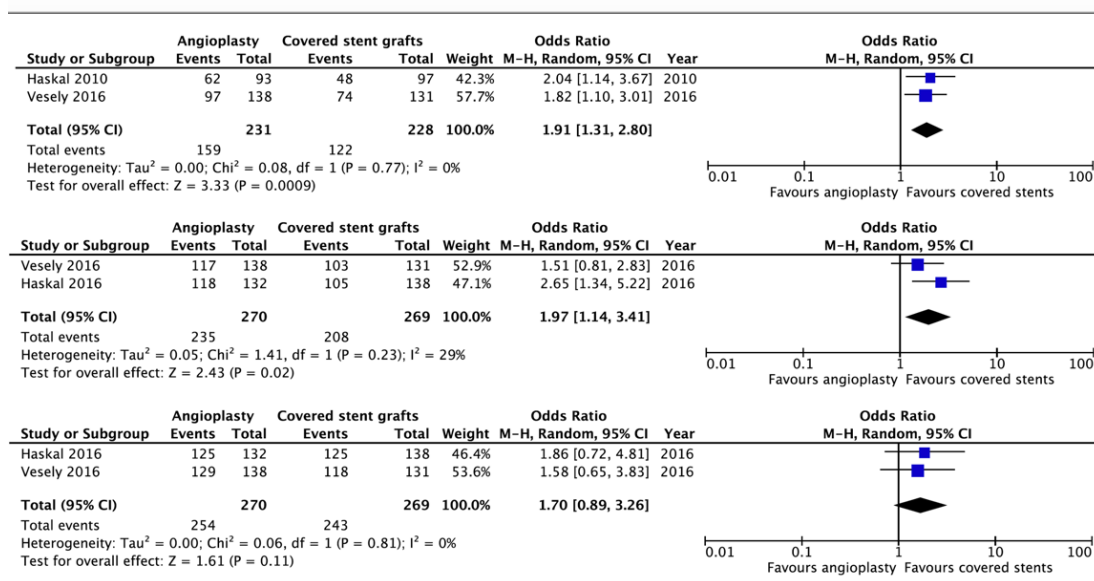 Angioplasty Covered stent grafts Odds Ratio Odds Ratio
Study or Subgroup Events Total Events Total Weight M-H, Random, 95% CI Year M-H, Random, 95% CI
Haskal 2010 62 93 48 97 42.3% 2.04 [1.14, 3.67] 2010
Vesely 2016 97 138 74 131 57.7% 1.82 [1.10, 3.01] 2016
Total (95% CI) 231 228 100.0% 1.91 [1.31, 2.80]
Total events 159 122
Heterogeneity: Tau² = 0.00; Chi² = 0.08, df = 1 (P = 0.77); I² = 0%
Test for overall effect: Z = 3.33 (P = 0.0009)
0.01 0.1 1 10 100
Favours angioplasty Favours covered stents
Angioplasty Covered stent grafts Odds Ratio Odds Ratio
Study or Subgroup Events Total Events Total Weight M-H, Random, 95% CI Year M-H, Random, 95% CI
Vesely 2016 117 138 103 131 52.9% 1.51 [0.81, 2.83] 2016
Haskal 2016 118 132 105 138 47.1% 2.65 [1.34, 5.22] 2016
Total (95% CI) 270 269 100.0% 1.97 [1.14, 3.41]
Total events 235 208
Heterogeneity: Tau² = 0.05; Chi² = 1.41, df = 1 (P = 0.23); I² = 29%
Test for overall effect: Z = 2.43 (P = 0.02)
0.01 0.1 1 10 100
Favours angioplasty Favours covered stents
Angioplasty Covered stent grafts Odds Ratio Odds Ratio
Study or Subgroup Events Total Events Total Weight M-H, Random, 95% CI Year M-H, Random, 95% CI
Haskal 2016 125 132 125 138 46.4% 1.86 [0.72, 4.81] 2016
Vesely 2016 129 138 118 131 53.6% 1.58 [0.65, 3.83] 2016
Total (95% CI) 270 269 100.0% 1.70 [0.89, 3.26]
Total events 254 243
Heterogeneity: Tau² = 0.00; Chi² = 0.06, df = 1 (P = 0.81); I² = 0%
Test for overall effect: Z = 1.61 (P = 0.11)
0.01 0.1 1 10 100
Favours angioplasty Favours covered stents